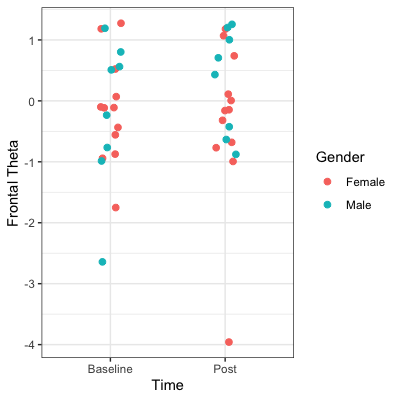 1
0
-1
-2
-3
-4
Frontal Theta
Baseline
Post
Time
Gender
Female
Male